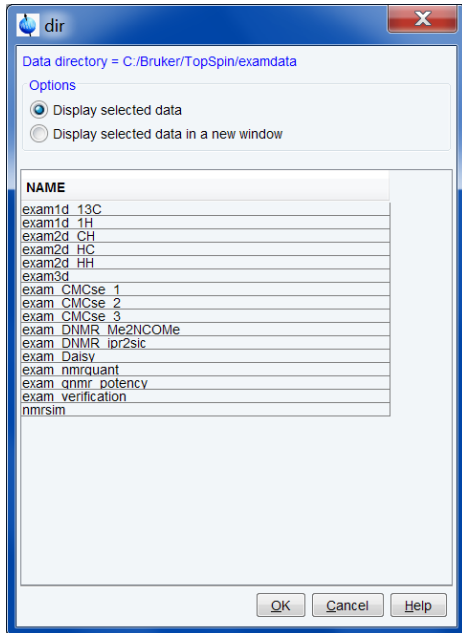 dir
X
Data directory = C:/Bruker/TopSpin/examdata
Options
Display selected data
Display selected data in a new window
NAME
exam1d_13C
exam1d_1H
exam2d_CH
exam2d_HC
exam2d_HH
exam3d
exam_CMCse_1
exam_CMCse_2
exam_CMCse_3
exam_DNMR_Me2NCOMe
exam_DNMR_ipr2sic
exam_Daisy
exam_nmrquant
exam_qnmr_potency
exam_verification
nmrsim
OK Cancel Help